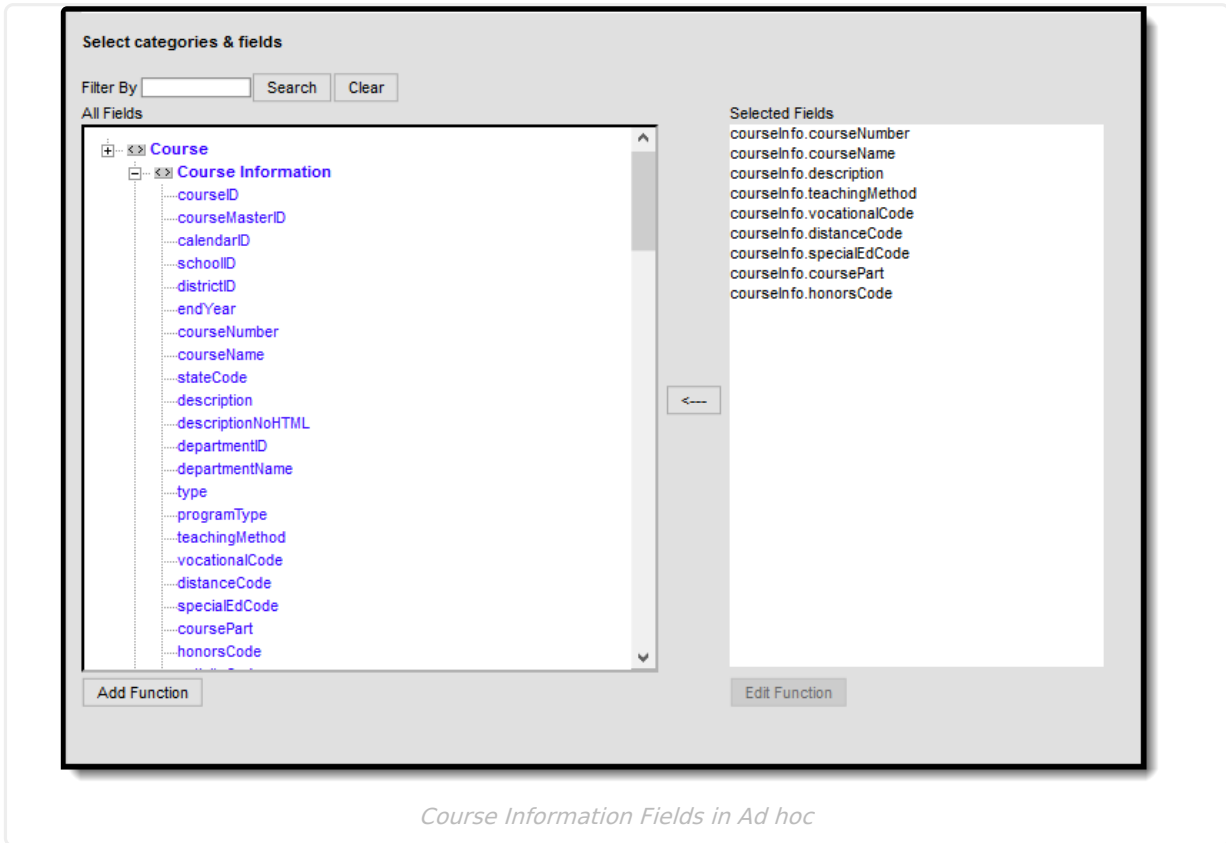 Select categories & fields
Filter By Search Clear
All Fields
Course
Course Information
courseID
courseMasterID
calendarID
schoolID
districtID
endYear
courseNumber
courseName
stateCode
description
descriptionNoHTML
departmentID
departmentName
type
programType
teachingMethod
vocationalCode
distanceCode
specialEdCode
coursePart
honorsCode
Add Function
<---
Selected Fields
courseInfo.courseNumber
courseInfo.courseName
courseInfo.description
courseInfo.teachingMethod
courseInfo.vocationalCode
courseInfo.distanceCode
courseInfo.specialEdCode
courseInfo.coursePart
courseInfo.honorsCode
Edit Function
Course Information Fields in Ad hoc